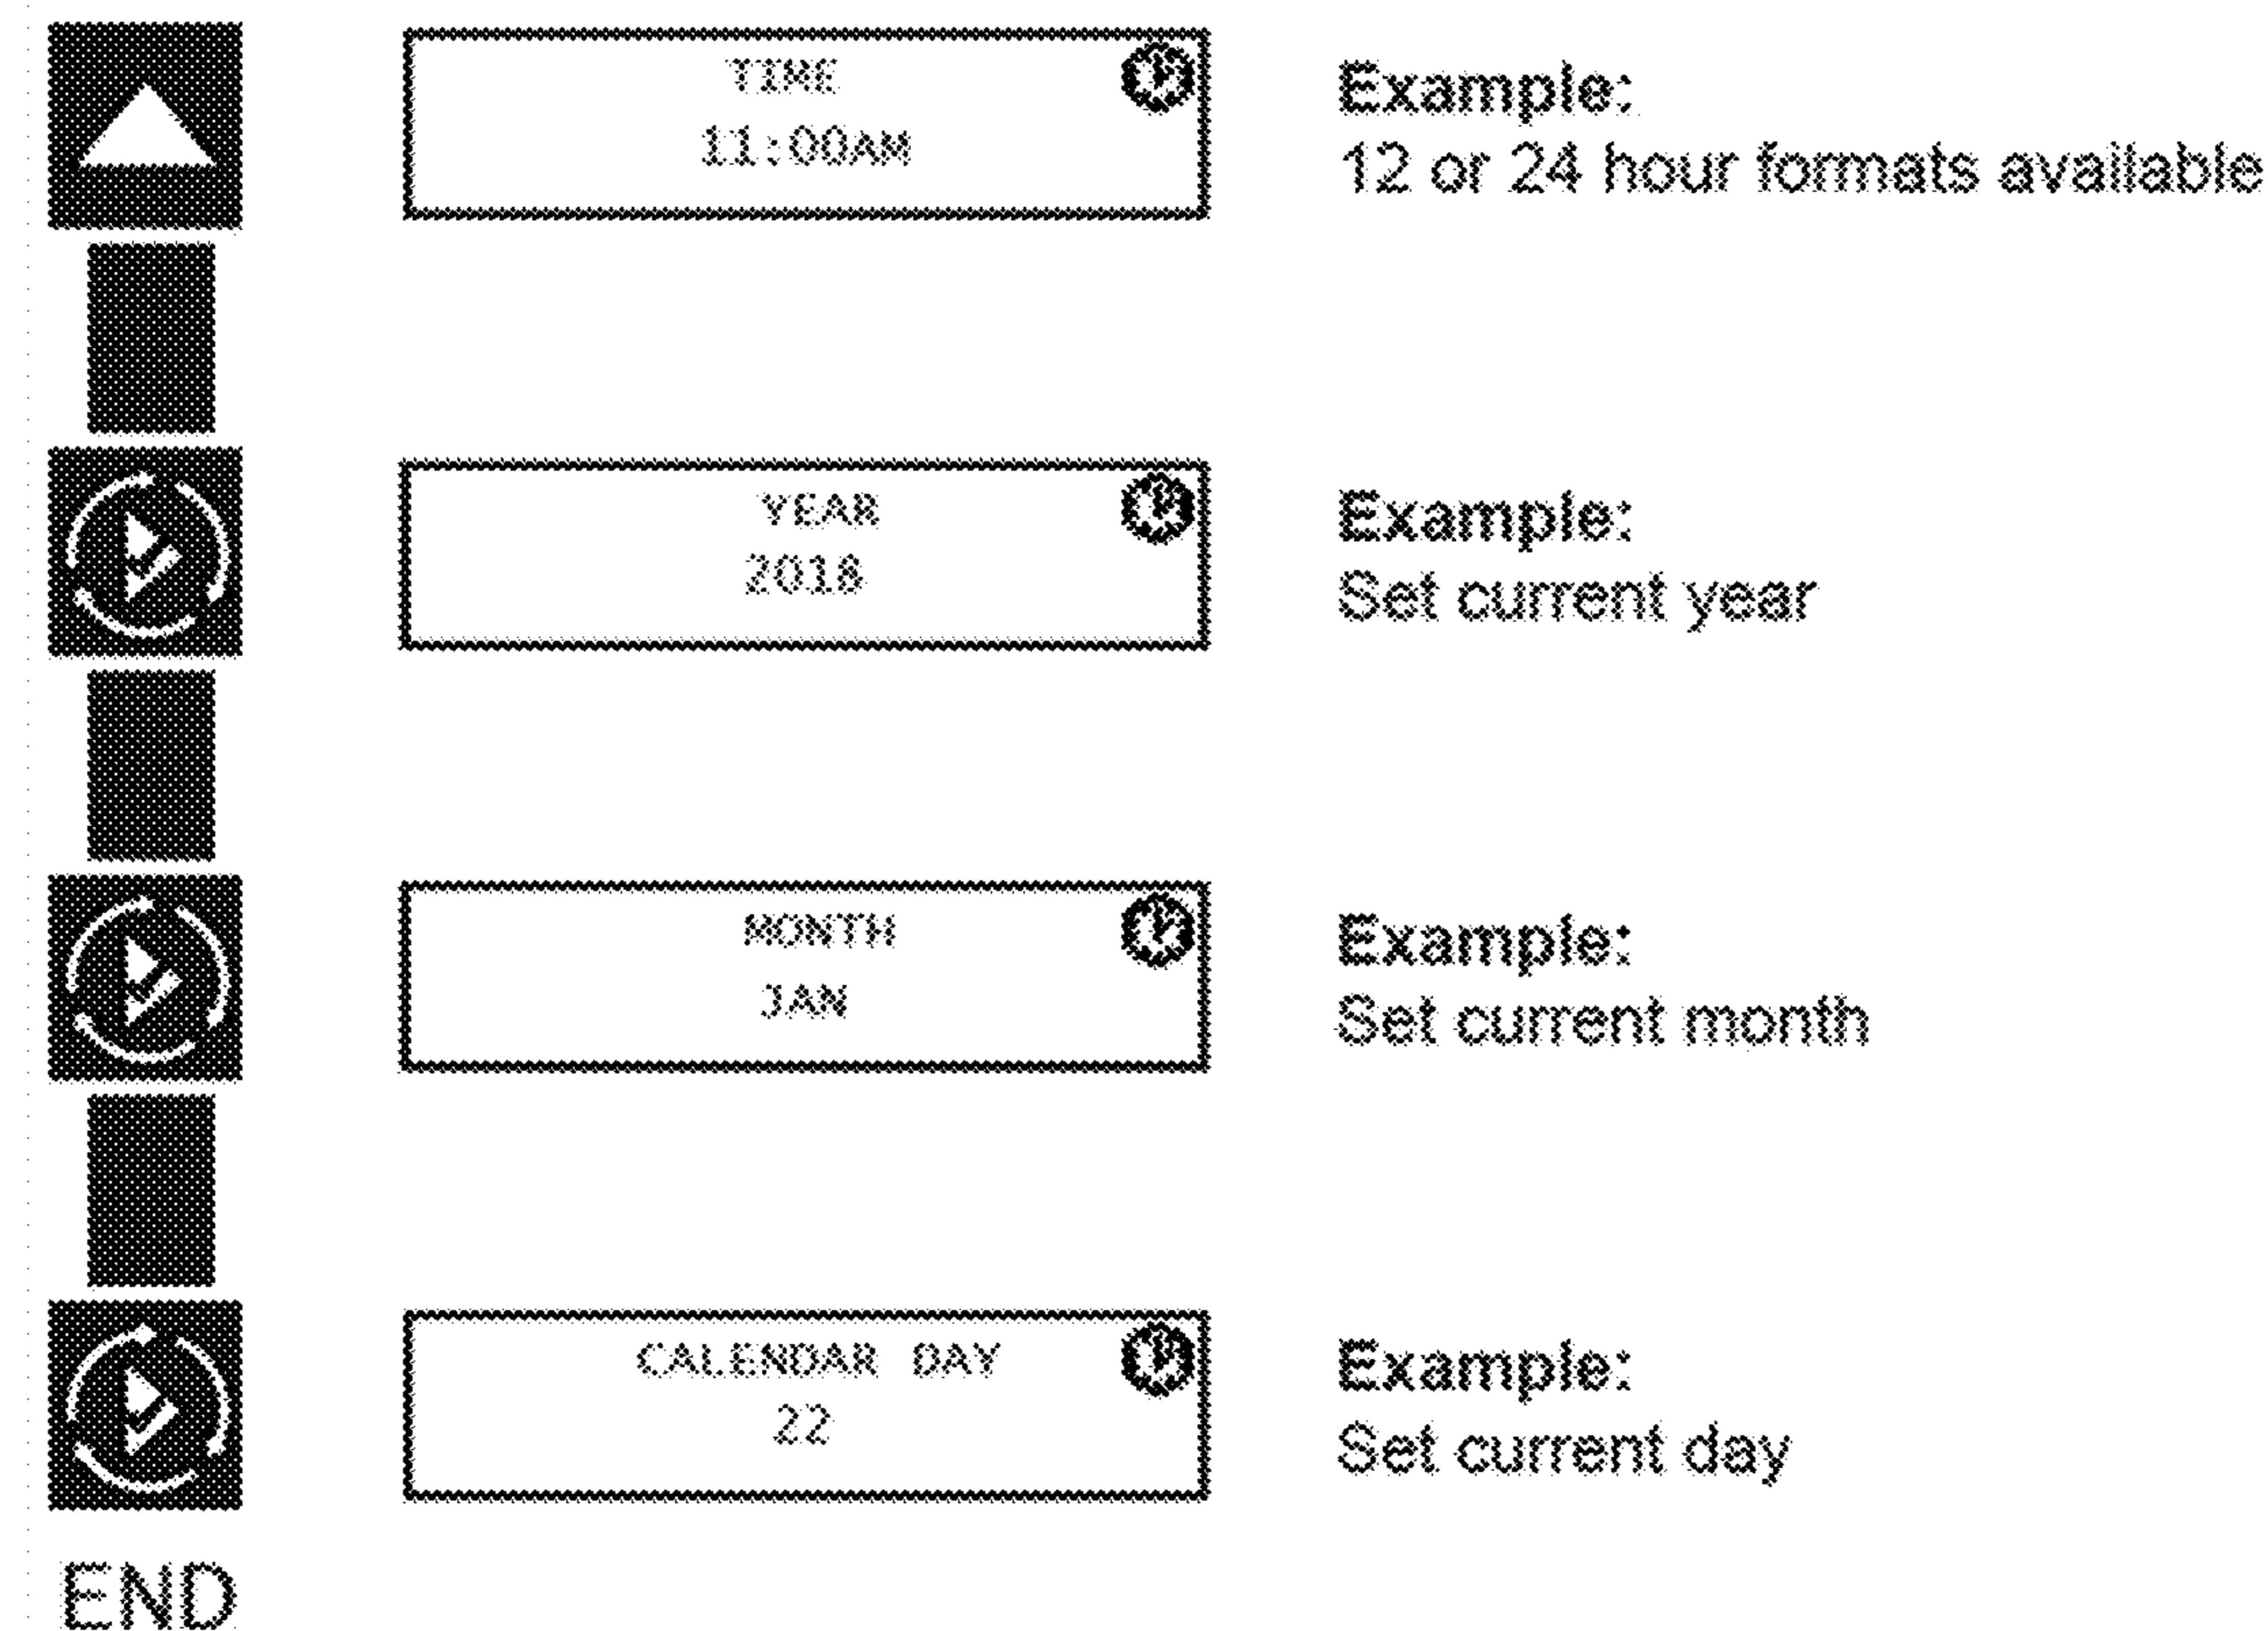 TIME
11:00AM
Example:
12 or 24 hour formats available
YEAR
2018
Example:
Set current year
MONTH
JAN
Example:
Set current month
CALENDAR DAY
22
Example:
Set current day
END